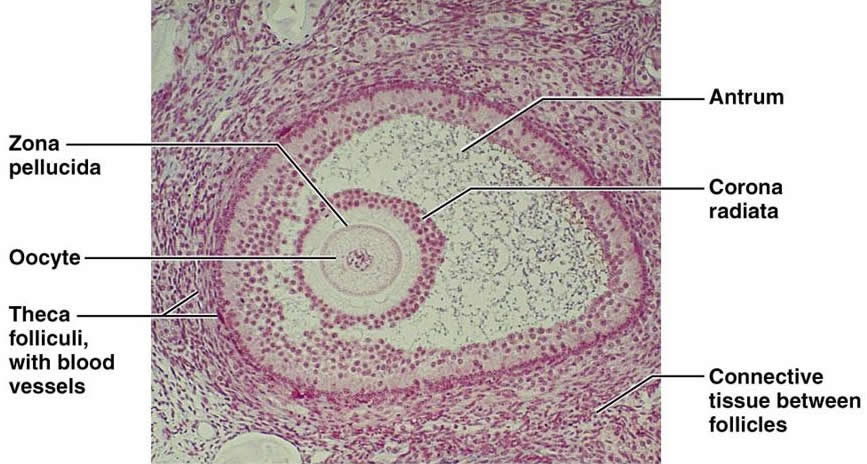 Zona
pellucida
Oocyte
Theca
folliculi,
with blood
vessels
Antrum
Corona
radiata
Connective
tissue between
follicles